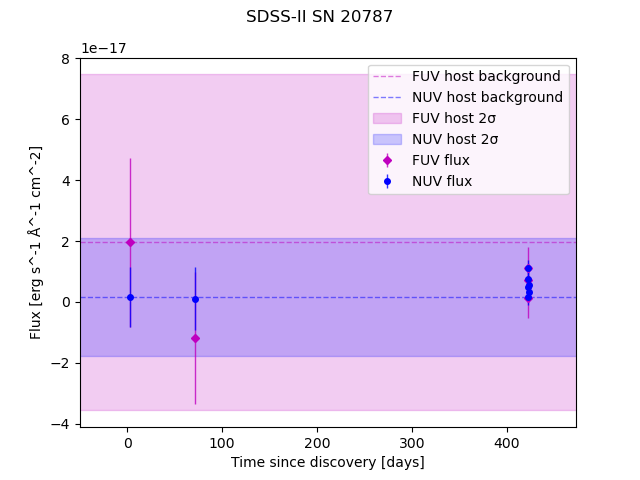 SDSS-II SN 20787
1e−17
FUV host background
NUV host background
FUV host 2σ
NUV host 2σ
FUV flux
NUV flux
8
6
4
2
0
−2
−4
Flux [erg s^-1 Å^-1 cm^-2]
0 100 200 300 400
Time since discovery [days]